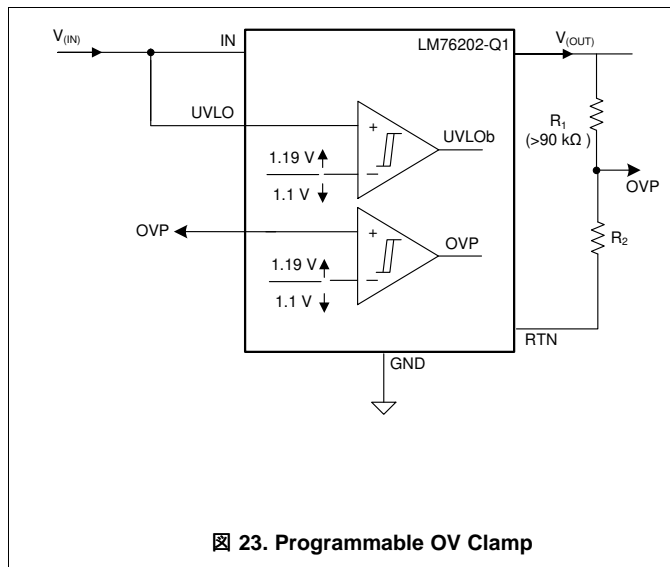 V(IN)
IN
LM76202-Q1
V(OUT)
UVLO
R1
(>90 kΩ )
+
UVLOb
1.19 V
–
1.1 V
OVP
OVP
+
OVP
R2
1.19 V
–
1.1 V
RTN
GND
図 23. Programmable OV Clamp